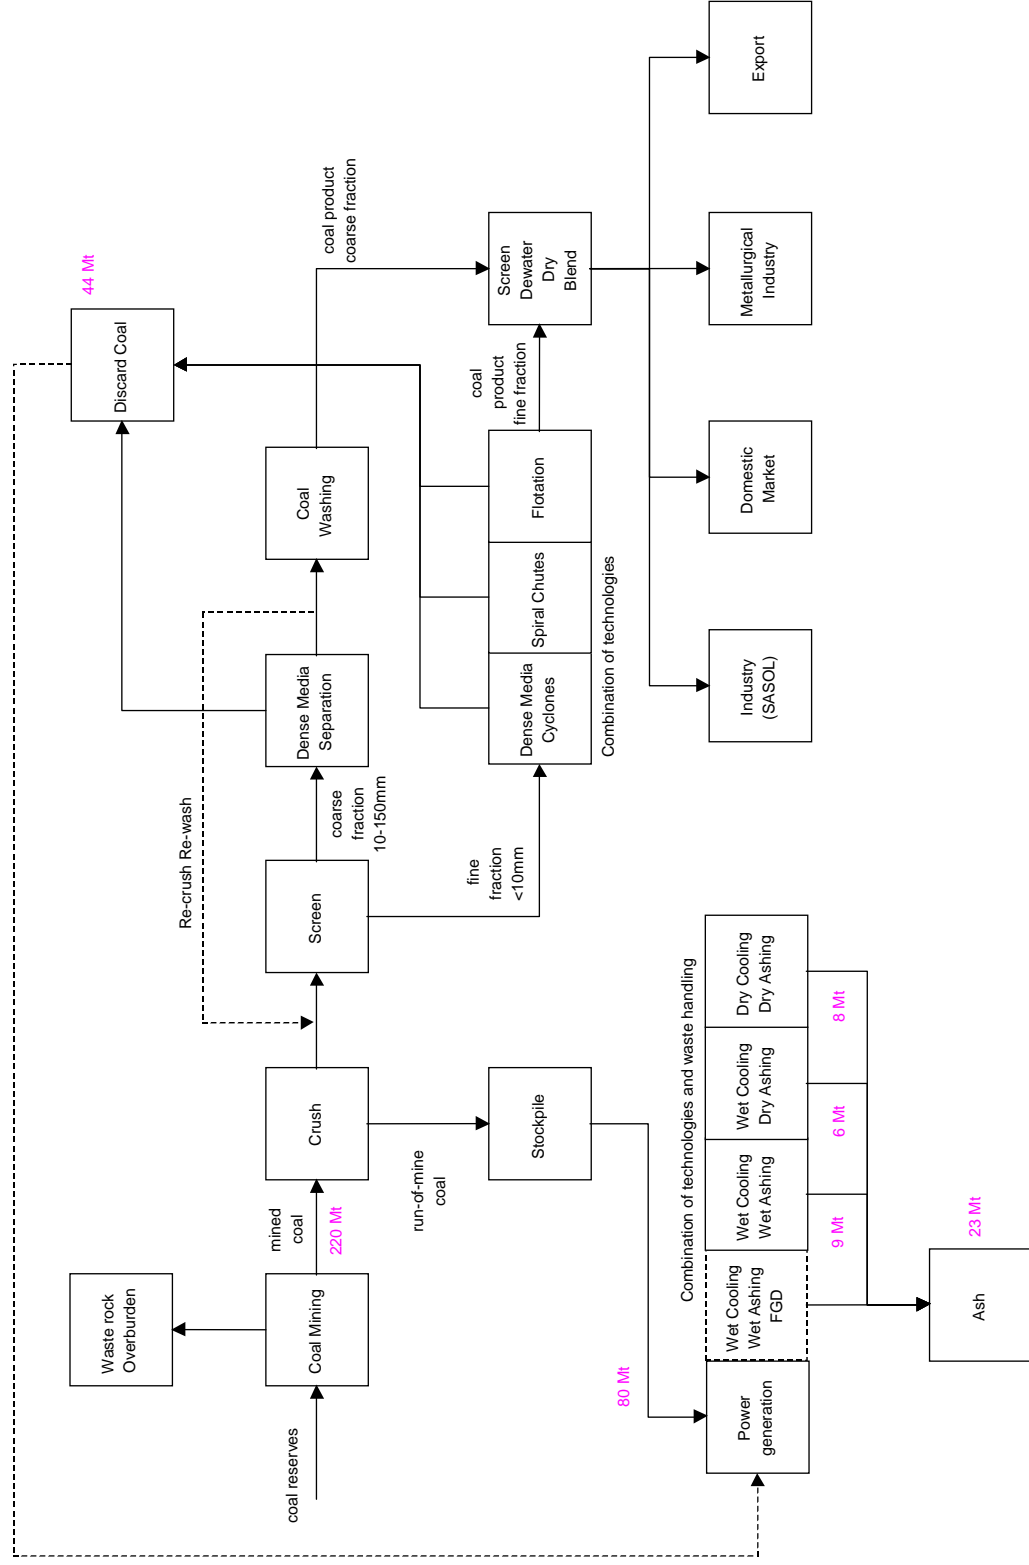 coal reserves
Waste rock
Overburden
Coal Mining
mined
coal
220 Mt
Crush
run-of-mine
coal
Stockpile
80 Mt
Re-crush Re-wash
Screen
coarse
fraction
10-150mm
fine
fraction
<10mm
Dense Media
Separation
Coal
Washing
Discard Coal
44 Mt
coal product
coarse fraction
Dense Media
Cyclones
Spiral Chutes
Flotation
Combination of technologies
coal
product
fine fraction
Screen
Dewater
Dry
Blend
Industry
(SASOL)
Domestic
Market
Metallurgical
Industry
Export
Combination of technologies and waste handling
Power
generation
Wet Cooling
Wet Ashing
FGD
Wet Cooling
Wet Ashing
Wet Cooling
Dry Ashing
Dry Cooling
Dry Ashing
9 Mt
6 Mt
8 Mt
Ash
23 Mt